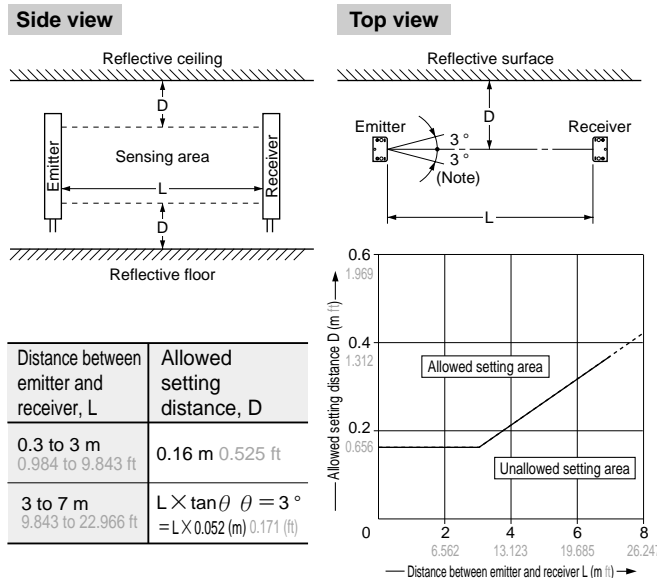 Side view
Reflective ceiling
D
Emitter
Sensing area
Receiver
L
D
Reflective floor
Top view
Reflective surface
D
Emitter
Receiver
3 °
3 °
(Note)
L
Distance between emitter and receiver, L
Allowed setting distance, D
0.3 to 3 m
0.984 to 9.843 ft
0.16 m 0.525 ft
3 to 7 m
9.843 to 22.966 ft
L × tanθ θ = 3 °
= L × 0.052 (m) 0.171 (ft)
Allowed setting distance D (m ft)
0.6
1.969
0.4
1.312
0.2
0.656
Allowed setting area
Unallowed setting area
0
2
4
6
8
6.562
13.123
19.685
26.247
Distance between emitter and receiver L (m ft)